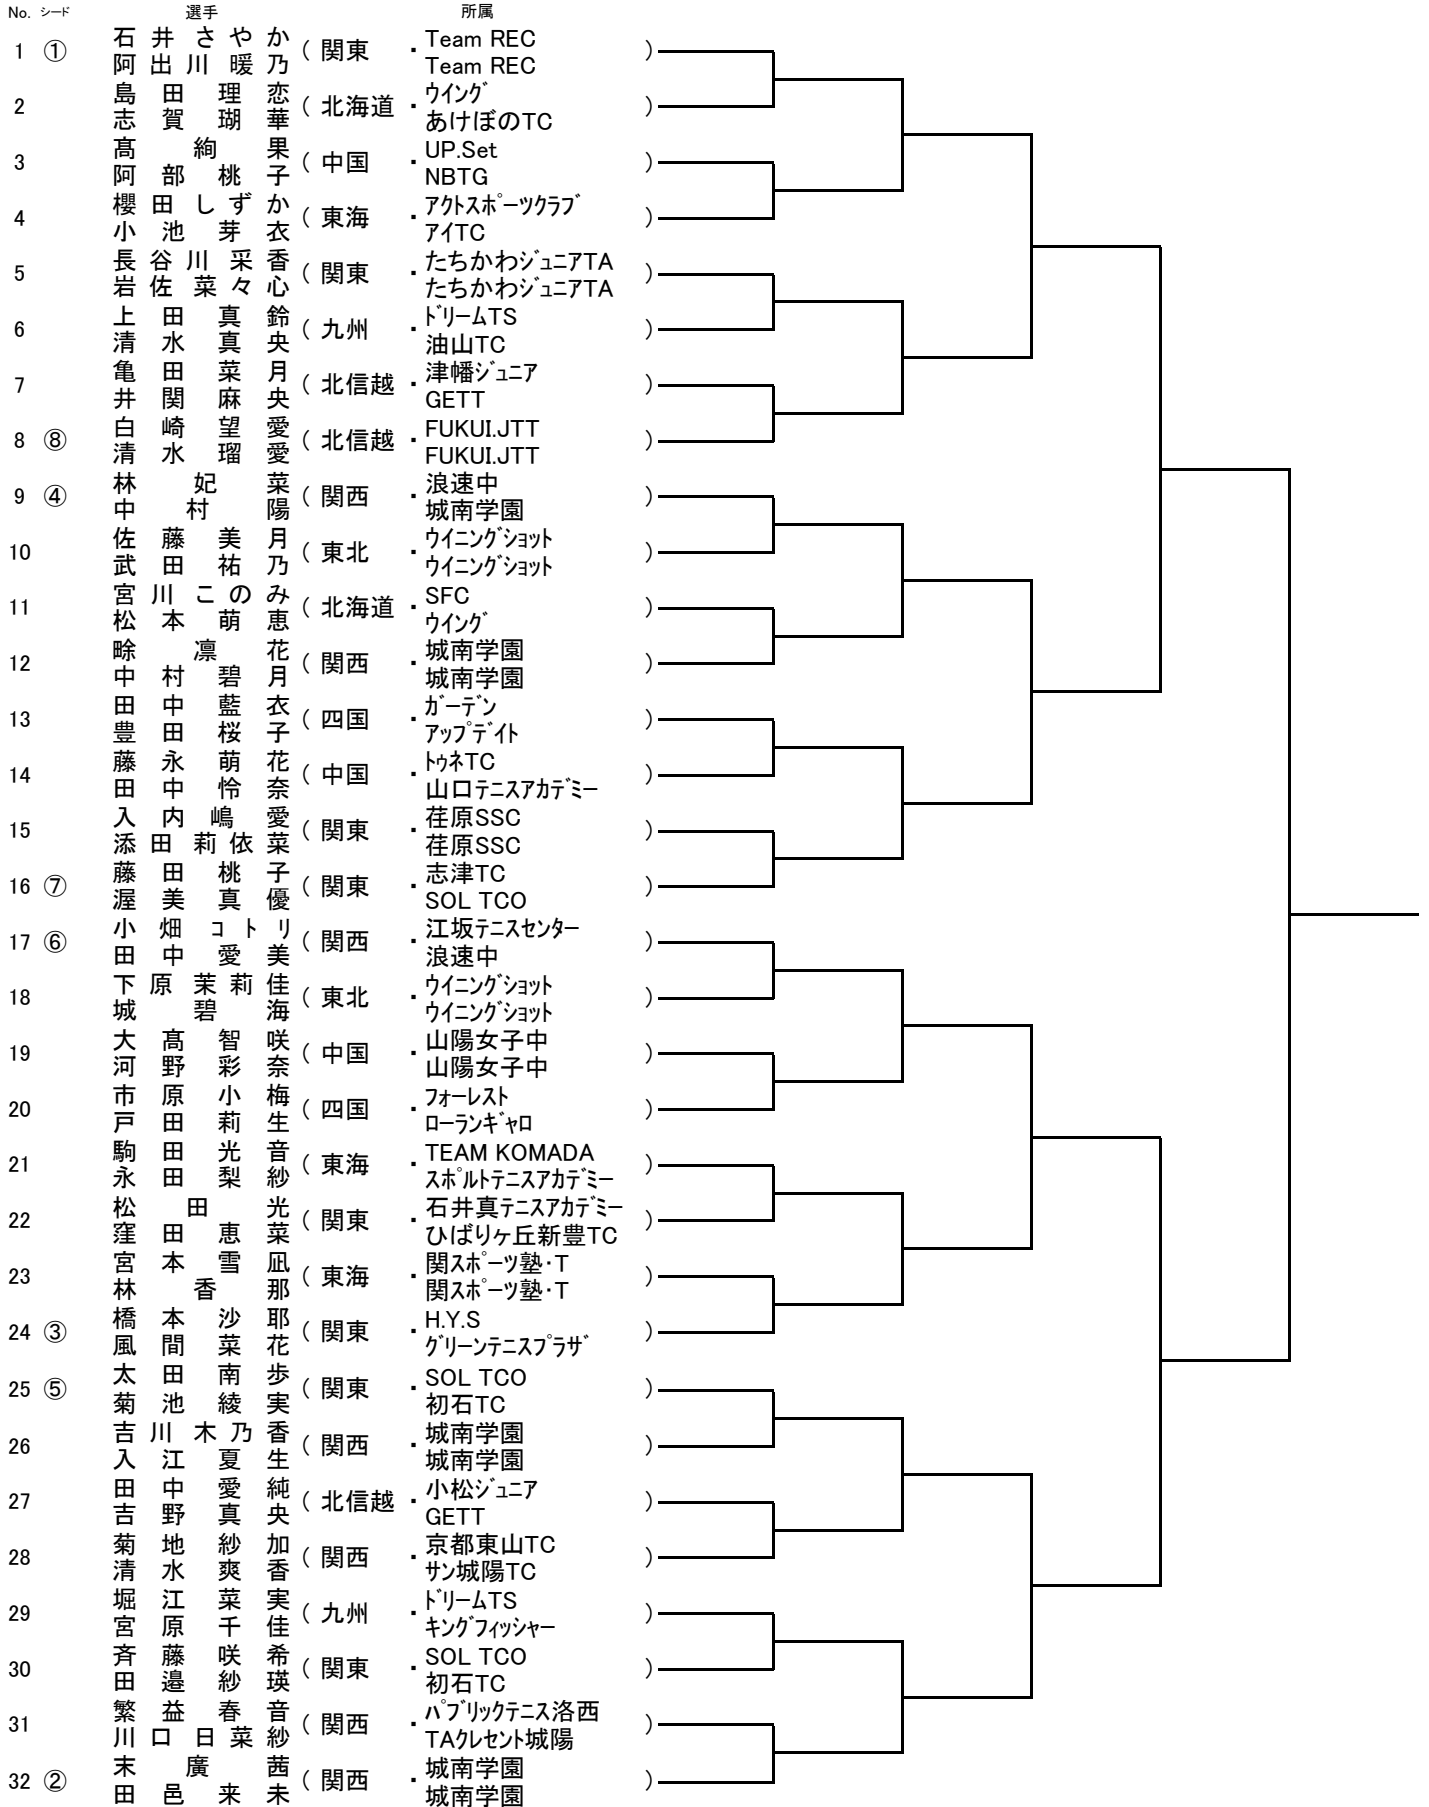 No. シード 選手 所属
石井さやか Team REC
1 ① ( 関東 ・ )
阿出川暖乃 Team REC
島田理恋 ウイング
2 ( 北海道 ・ )
志賀瑚華 あけぼのTC
髙絢果 UP.Set
3 ( 中国 ・ )
阿部桃子 NBTG
櫻田しずか アクトスポーツクラブ
4 ( 東海 ・ )
小池芽衣 アイTC
長谷川采香 たちかわジュニアTA
5 ( 関東 ・ )
岩佐菜々心 たちかわジュニアTA
上田真鈴 ドリームTS
6 ( 九州 ・ )
清水真央 油山TC
亀田菜月 津幡ジュニア
7 ( 北信越 ・ )
井関麻央 GETT
白崎望愛 FUKUI.JTT
8 ⑧ ( 北信越 ・ )
清水瑠愛 FUKUI.JTT
林妃菜 浪速中
9 ④ ( 関西 ・ )
中村陽 城南学園
佐藤美月 ウイニングショット
10 ( 東北 ・ )
武田祐乃 ウイニングショット
宮川このみ SFC
11 ( 北海道 ・ )
松本萌恵 ウイング
畭凛花 城南学園
12 ( 関西 ・ )
中村碧月 城南学園
田中藍衣 ガーデン
13 ( 四国 ・ )
豊田桜子 アップデイト
藤永萌花 トゥネTC
14 ( 中国 ・ )
田中怜奈 山口テニスアカデミー
入内嶋愛 荏原SSC
15 ( 関東 ・ )
添田莉依菜 荏原SSC
藤田桃子 志津TC
16 ⑦ ( 関東 ・ )
渥美真優 SOL TCO
小畑コトリ 江坂テニスセンター
17 ⑥ ( 関西 ・ )
田中愛美 浪速中
下原茉莉佳 ウイニングショット
18 ( 東北 ・ )
城碧海 ウイニングショット
大髙智咲 山陽女子中
19 ( 中国 ・ )
河野彩奈 山陽女子中
市原小梅 フォーレスト
20 ( 四国 ・ )
戸田莉生 ローランギャロ
駒田光音 TEAM KOMADA
21 ( 東海 ・ )
永田梨紗 スポルトテニスアカデミー
松田光 石井真テニスアカデミー
22 ( 関東 ・ )
窪田恵菜 ひばりヶ丘新豊TC
宮本雪凪 関スポーツ塾・T
23 ( 東海 ・ )
林香那 関スポーツ塾・T
橋本沙耶 H.Y.S
24 ③ ( 関東 ・ )
風間菜花 グリーンテニスプラザ
太田南歩 SOL TCO
25 ⑤ ( 関東 ・ )
菊池綾実 初石TC
吉川木乃香 城南学園
26 ( 関西 ・ )
入江夏生 城南学園
田中愛純 小松ジュニア
27 ( 北信越 ・ )
吉野真央 GETT
菊地紗加 京都東山TC
28 ( 関西 ・ )
清水爽香 サン城陽TC
堀江菜実 ドリームTS
29 ( 九州 ・ )
宮原千佳 キングフィッシャー
斉藤咲希 SOL TCO
30 ( 関東 ・ )
田邉紗瑛 初石TC
繁益春音 パブリックテニス洛西
31 ( 関西 ・ )
川口日菜紗 TAクレセント城陽
末廣茜 城南学園
32 ② ( 関西 ・ )
田邑来未 城南学園